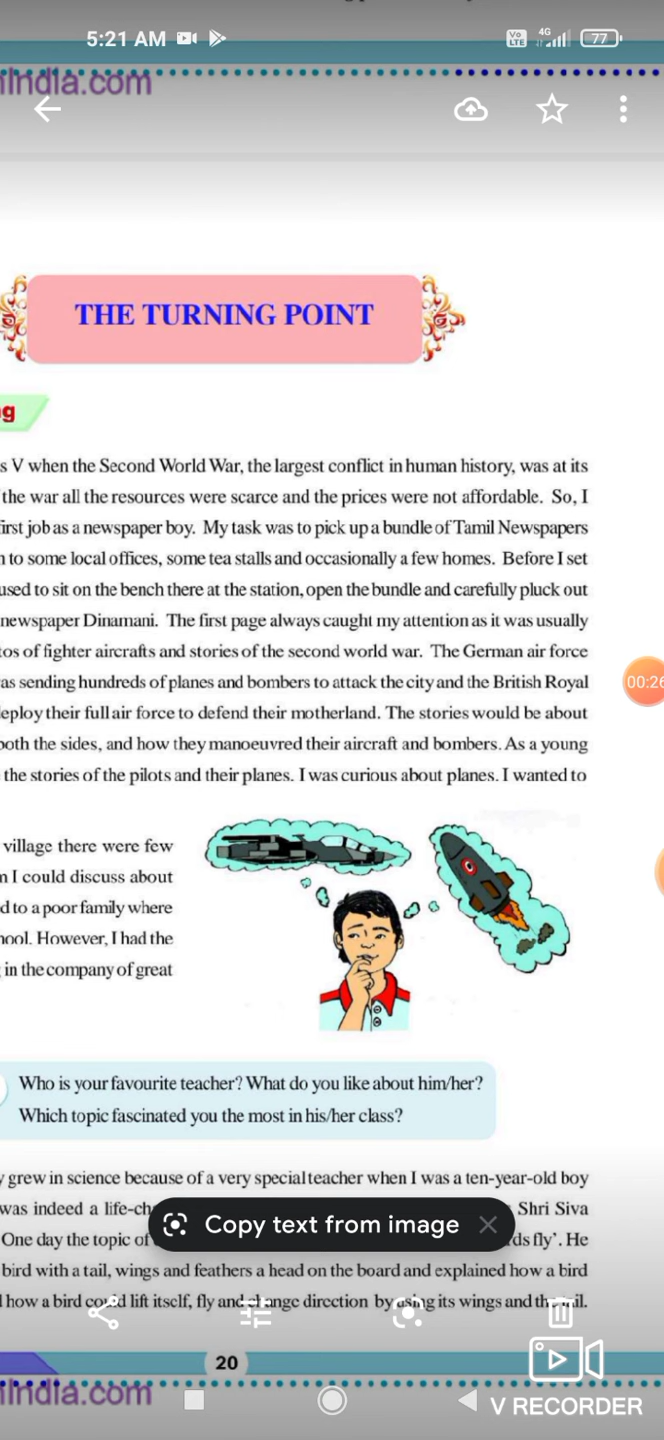 5:21 AM
Vo LTE 4G 77
India.com
THE TURNING POINT
g
s V when the Second World War, the largest conflict in human history, was at its
the war all the resources were scarce and the prices were not affordable. So, I
first job as a newspaper boy. My task was to pick up a bundle of Tamil Newspapers
to some local offices, some tea stalls and occasionally a few homes. Before I set
used to sit on the bench there at the station, open the bundle and carefully pluck out
newspaper Dinamani. The first page always caught my attention as it was usually
tos of fighter aircrafts and stories of the second world war. The German air force
as sending hundreds of planes and bombers to attack the city and the British Royal
deploy their full air force to defend their motherland. The stories would be about
both the sides, and how they manoeuvred their aircraft and bombers. As a young
the stories of the pilots and their planes. I was curious about planes. I wanted to
00:26
village there were few
I could discuss about
d to a poor family where
hool. However, I had the
in the company of great
Who is your favourite teacher? What do you like about him/her?
Which topic fascinated you the most in his/her class?
y grew in science because of a very special teacher when I was a ten-year-old boy
was indeed a life-ch Shri Siva
Copy text from image
One day the topic of ds fly'. He
bird with a tail, wings and feathers a head on the board and explained how a bird
how a bird could lift itself, fly and change direction by using its wings and the tail.
20
India.com
V RECORDER